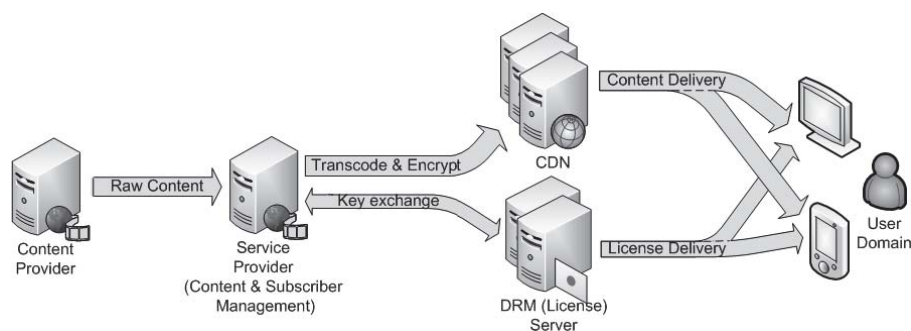 Content
Provider
Raw Content
Service
Provider
(Content & Subscriber
Management)
Transcode & Encrypt
Key exchange
CDN
DRM (License)
Server
Content Delivery
License Delivery
User
Domain